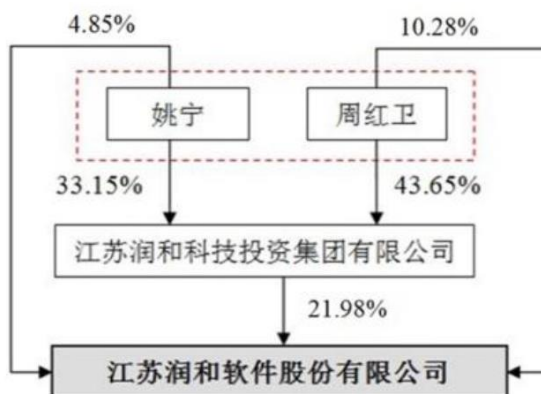 4.85%
10.28%
姚宁
周红卫
33.15%
43.65%
江苏润和科技投资集团有限公司
21.98%
江苏润和软件股份有限公司